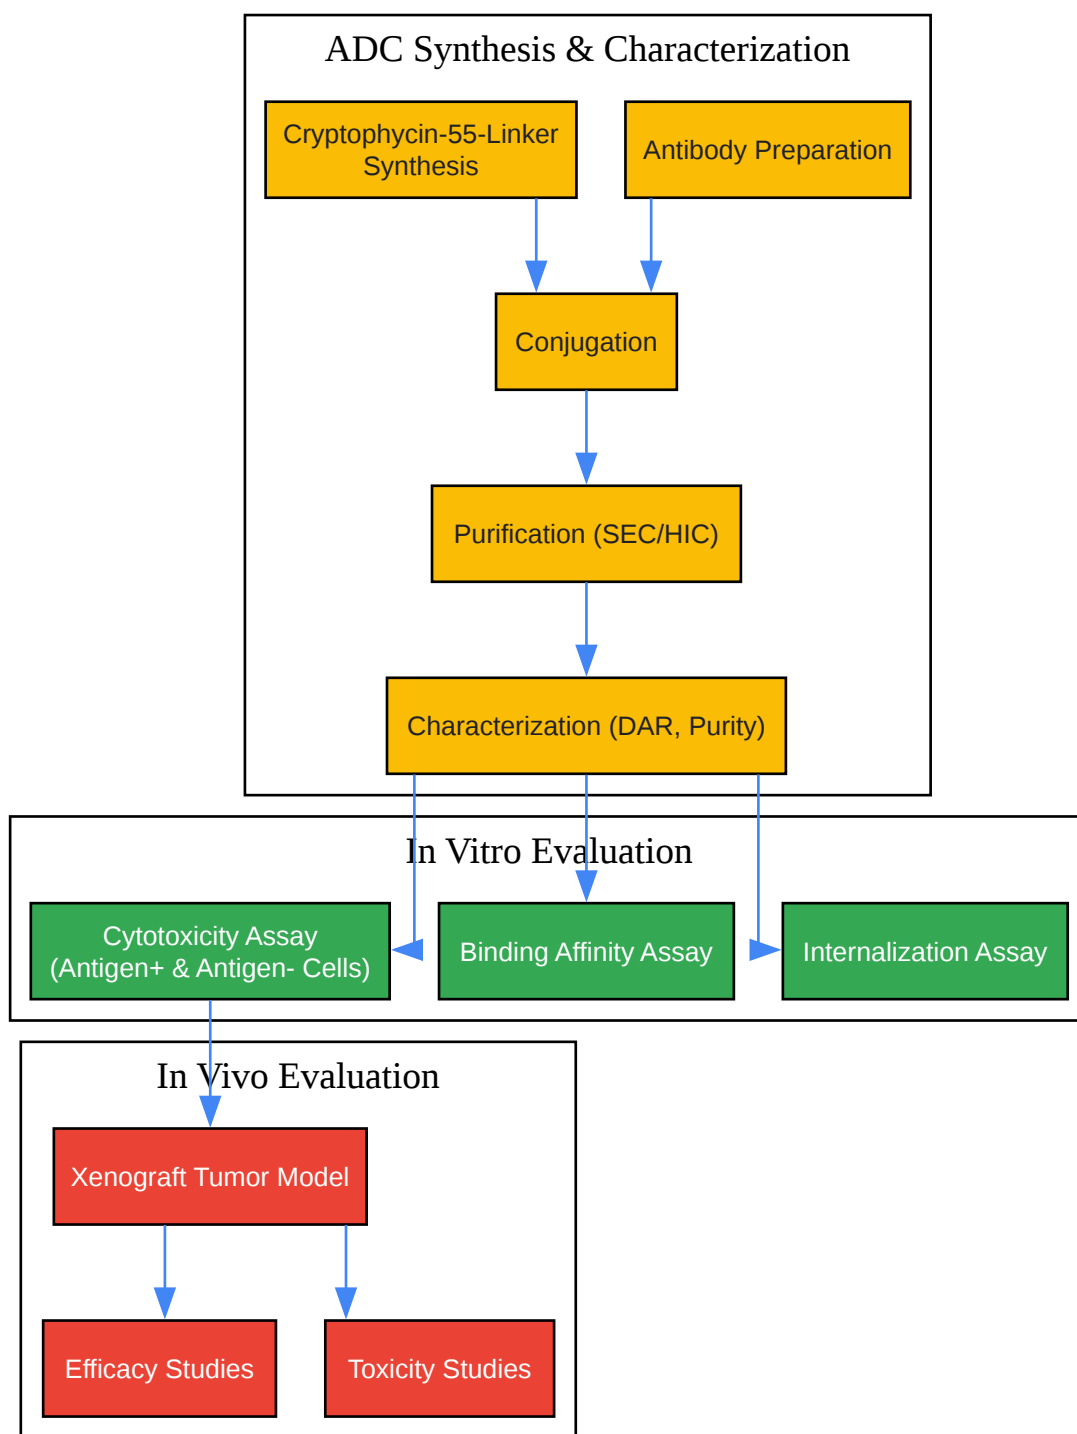 ADC Synthesis & Characterization
Cryptophycin-55-Linker
Synthesis
Antibody Preparation
Conjugation
Purification (SEC/HIC)
Characterization (DAR, Purity)
In Vitro Evaluation
Cytotoxicity Assay
(Antigen+ & Antigen- Cells)
Binding Affinity Assay
Internalization Assay
In Vivo Evaluation
Xenograft Tumor Model
Efficacy Studies
Toxicity Studies